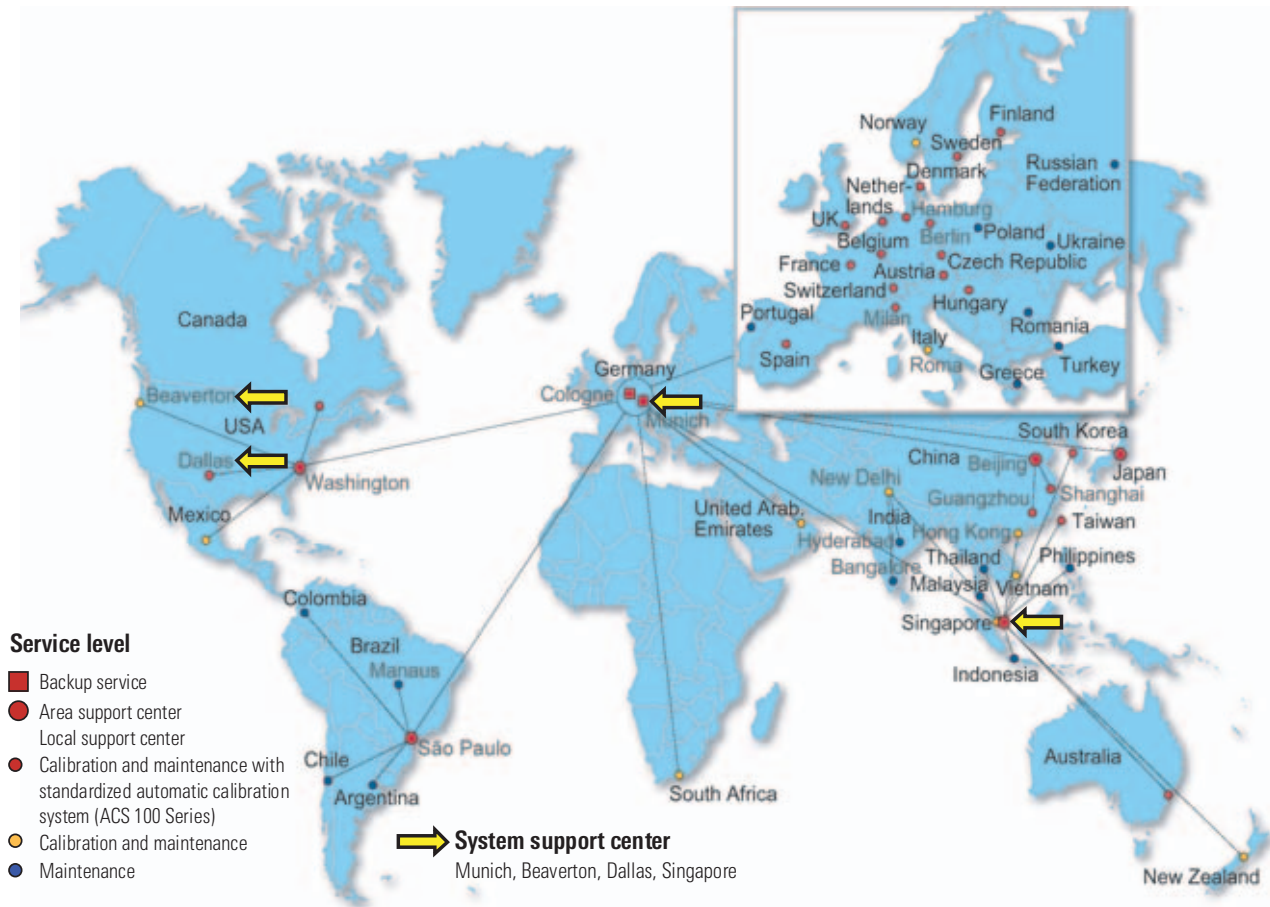 Norway
Finland
Sweden
Russian
Federation
Denmark
Nether-
lands
Hamburg
UK
Berlin
Poland
Ukraine
Belgium
France
Austria
Czech Republic
Switzerland
Hungary
Milan
Portugal
Romania
Italy
Spain
Roma
Turkey
Greece
Canada
Beaverton
USA
Dallas
Washington
Mexico
Germany
Cologne
Munich
South Korea
China
Beijing
Japan
New Delhi
Guangzhou
Shanghai
United Arab.
Emirates
India
Hong Kong
Taiwan
Hyderabad
Thailand
Philippines
Bangalore
Malaysia
Vietnam
Singapore
Indonesia
Colombia
Brazil
Manaus
São Paulo
Chile
Argentina
South Africa
Australia
New Zealand
Service level
Backup service
Area support center
Local support center
Calibration and maintenance with
standardized automatic calibration
system (ACS 100 Series)
Calibration and maintenance
Maintenance
System support center
Munich, Beaverton, Dallas, Singapore